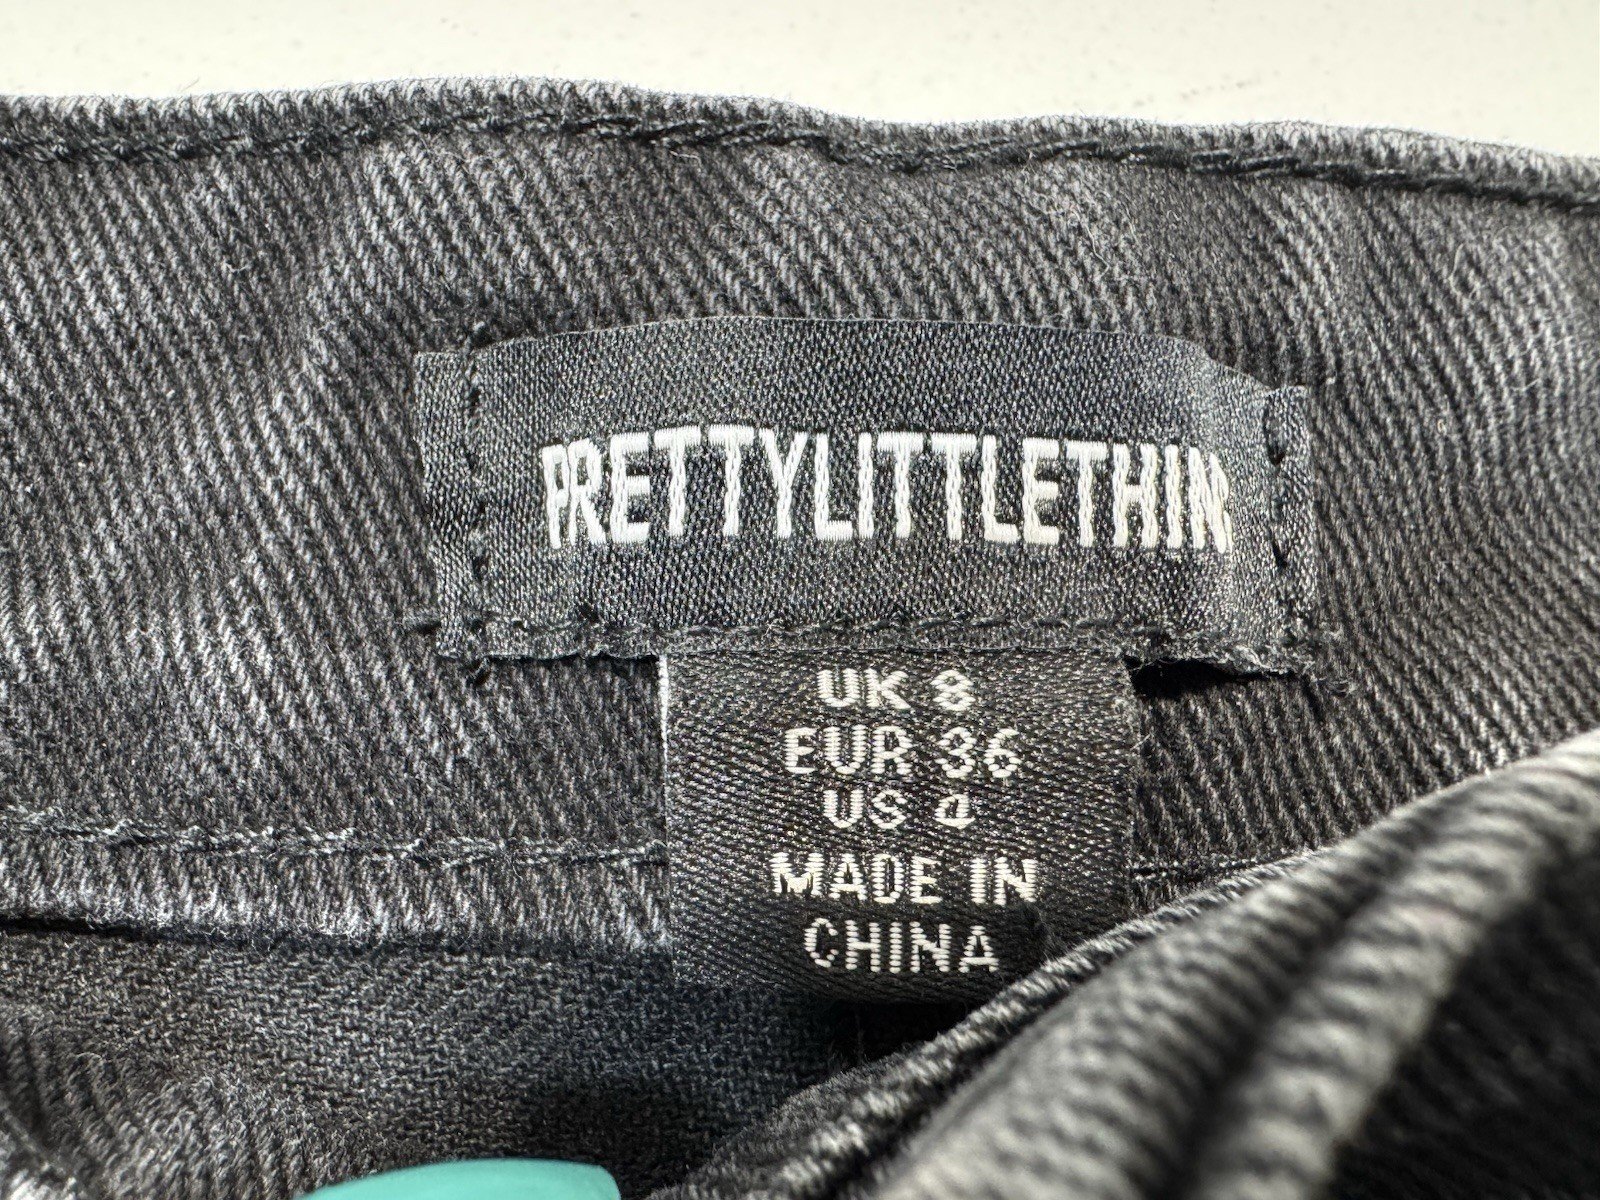 PRETTYLITTLETHIN
UK 8
EUR 36
US 4
MADE IN
CHINA